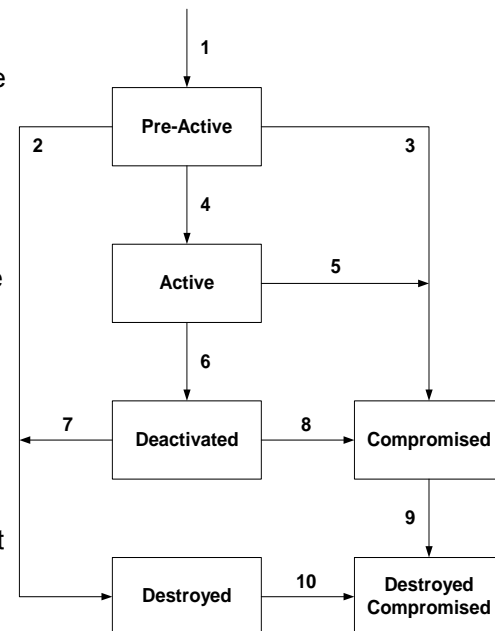 1
e
Pre-Active
2
3
4
e
Active
5
6
Deactivated
7
8
Compromised
9
t
Destroyed
10
Destroyed
Compromised